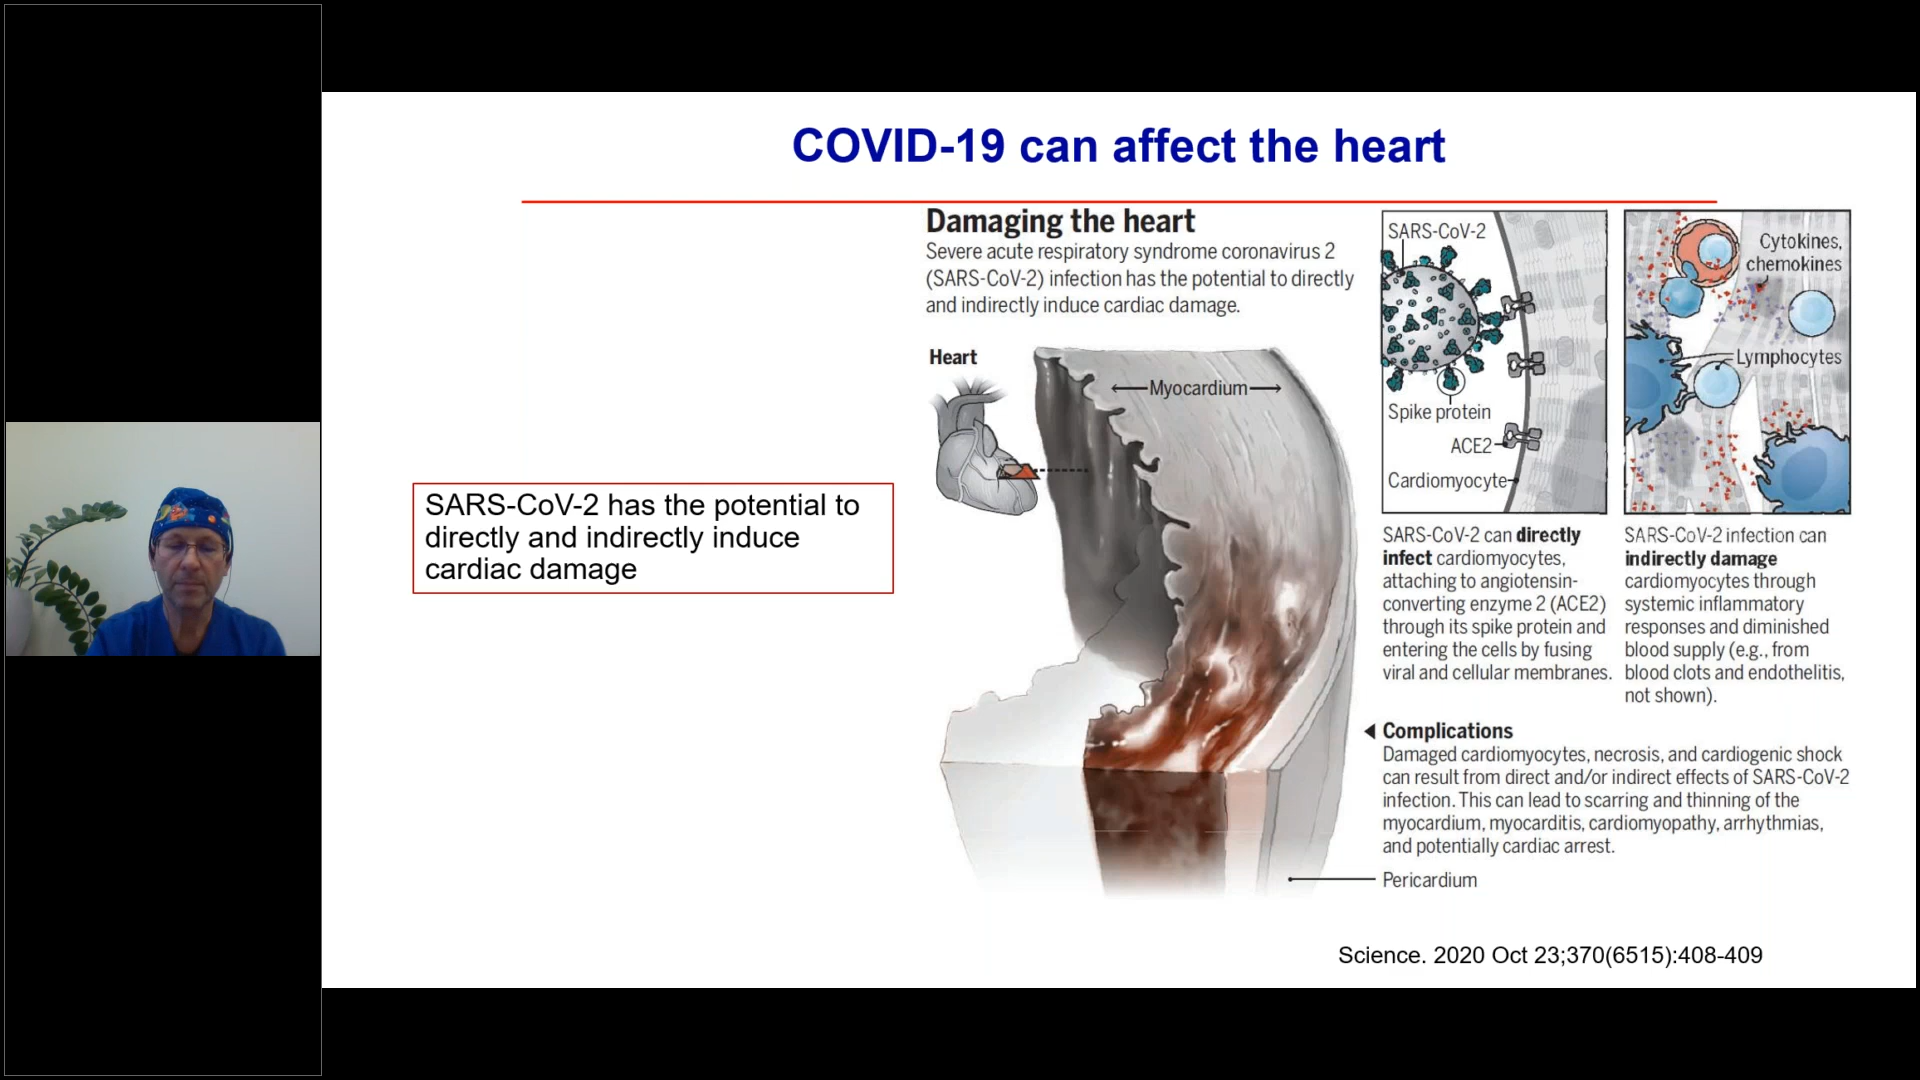 COVID-19 can affect the heart
SARS-CoV-2 has the potential to
directly and indirectly induce
cardiac damage
Damaging the heart
Severe acute respiratory syndrome coronavirus 2
(SARS-CoV-2) infection has the potential to directly
and indirectly induce cardiac damage.
Heart
Myocardium
SARS-CoV-2
Spike protein
ACE2
Cardiomyocyte
Cytokines,
chemokines
Lymphocytes
SARS-CoV-2 can directly
infect cardiomyocytes,
attaching to angiotensin-
converting enzyme 2 (ACE2)
through its spike protein and
entering the cells by fusing
viral and cellular membranes.
SARS-CoV-2 infection can
indirectly damage
cardiomyocytes through
systemic inflammatory
responses and diminished
blood supply (e.g., from
blood clots and endothelitis,
not shown).
Complications
Damaged cardiomyocytes, necrosis, and cardiogenic shock
can result from direct and/or indirect effects of SARS-CoV-2
infection. This can lead to scarring and thinning of the
myocardium, myocarditis, cardiomyopathy, arrhythmias,
and potentially cardiac arrest.
Pericardium
Science. 2020 Oct 23;370(6515):408-409